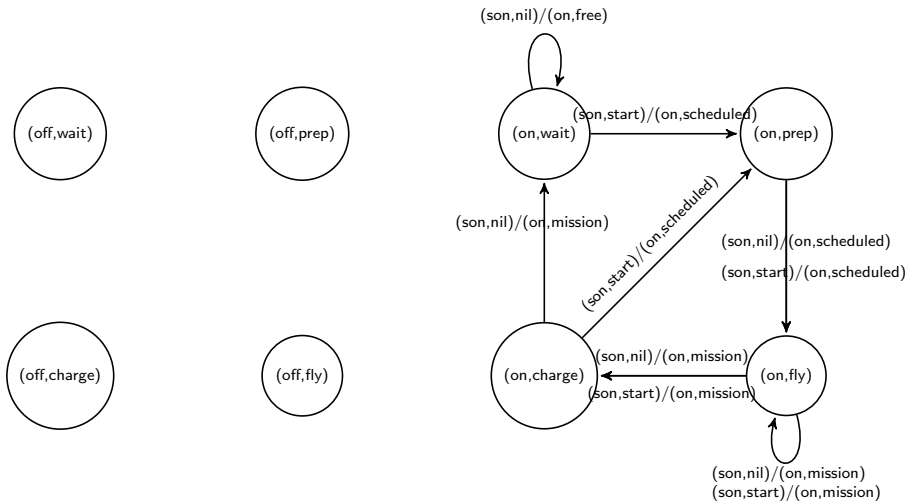 (son,nil)/(on,free)
(off,wait)
(off,prep)
(on,wait)
(son,start)/(on,scheduled)
(on,prep)
(son,nil)/(on,mission)
(son,start)/(on,scheduled)
(son,nil)/(on,scheduled)
(son,start)/(on,scheduled)
(off,charge)
(off,fly)
(on,charge)
(son,nil)/(on,mission)
(son,start)/(on,mission)
(on,fly)
(son,nil)/(on,mission)
(son,start)/(on,mission)